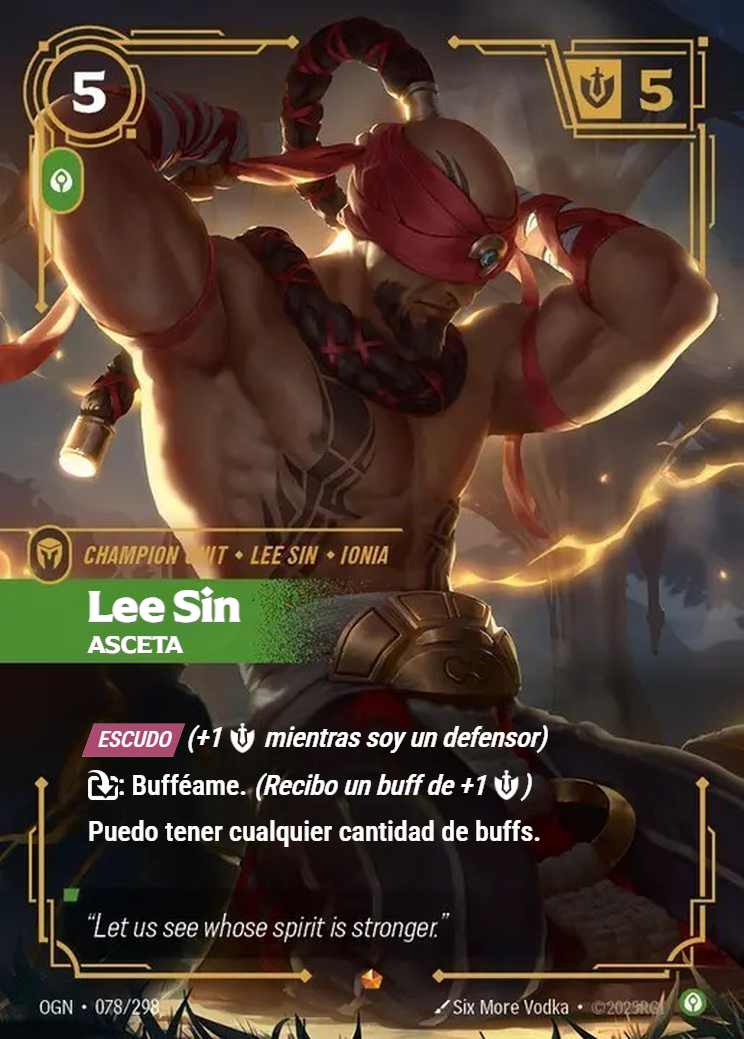 5
5
CHAMPION UNIT • LEE SIN • IONIA
Lee Sin
ASCETA
ESCUDO (+1 mientras soy un defensor)
: Bufféame. (Recibo un buff de +1 )
Puedo tener cualquier cantidad de buffs.
“Let us see whose spirit is stronger.”
OGN • 078/298
Six More Vodka • ©2025RGI